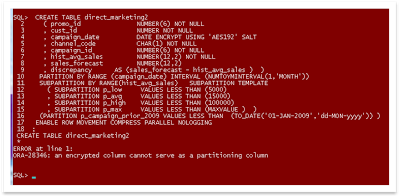 SQL> CREATE TABLE direct_marketing2
2 ( promo_id NUMBER(6) NOT NULL
3 , cust_id NUMBER NOT NULL
4 , campaign_date DATE ENCRYPT USING 'AES192' SALT
5 , channel_code CHAR(1) NOT NULL
6 , campaign_id NUMBER(6) NOT NULL
7 , hist_avg_sales NUMBER(12,2) NOT NULL
8 , sales_forecast NUMBER(12,2)
9 , discrepancy AS (sales_forecast - hist_avg_sales ) )
10 PARTITION BY RANGE (campaign_date) INTERVAL (NUMTOYMINTERVAL(1,'MONTH'))
11 SUBPARTITION BY RANGE(hist_avg_sales) SUBPARTITION TEMPLATE
12 ( SUBPARTITION p_low VALUES LESS THAN (5000)
13 , SUBPARTITION p_avg VALUES LESS THAN (15000)
14 , SUBPARTITION p_high VALUES LESS THAN (100000)
15 , SUBPARTITION p_max VALUES LESS THAN (MAXVALUE ) )
16 (PARTITION p_campaign_prior_2009 VALUES LESS THAN (TO_DATE('01-JAN-2009','dd-MON-yyyy')) )
17 ENABLE ROW MOVEMENT COMPRESS PARALLEL NOLOGGING
18 ;
CREATE TABLE direct_marketing2
*
ERROR at line 1:
ORA-28346: an encrypted column cannot serve as a partitioning column
SQL>